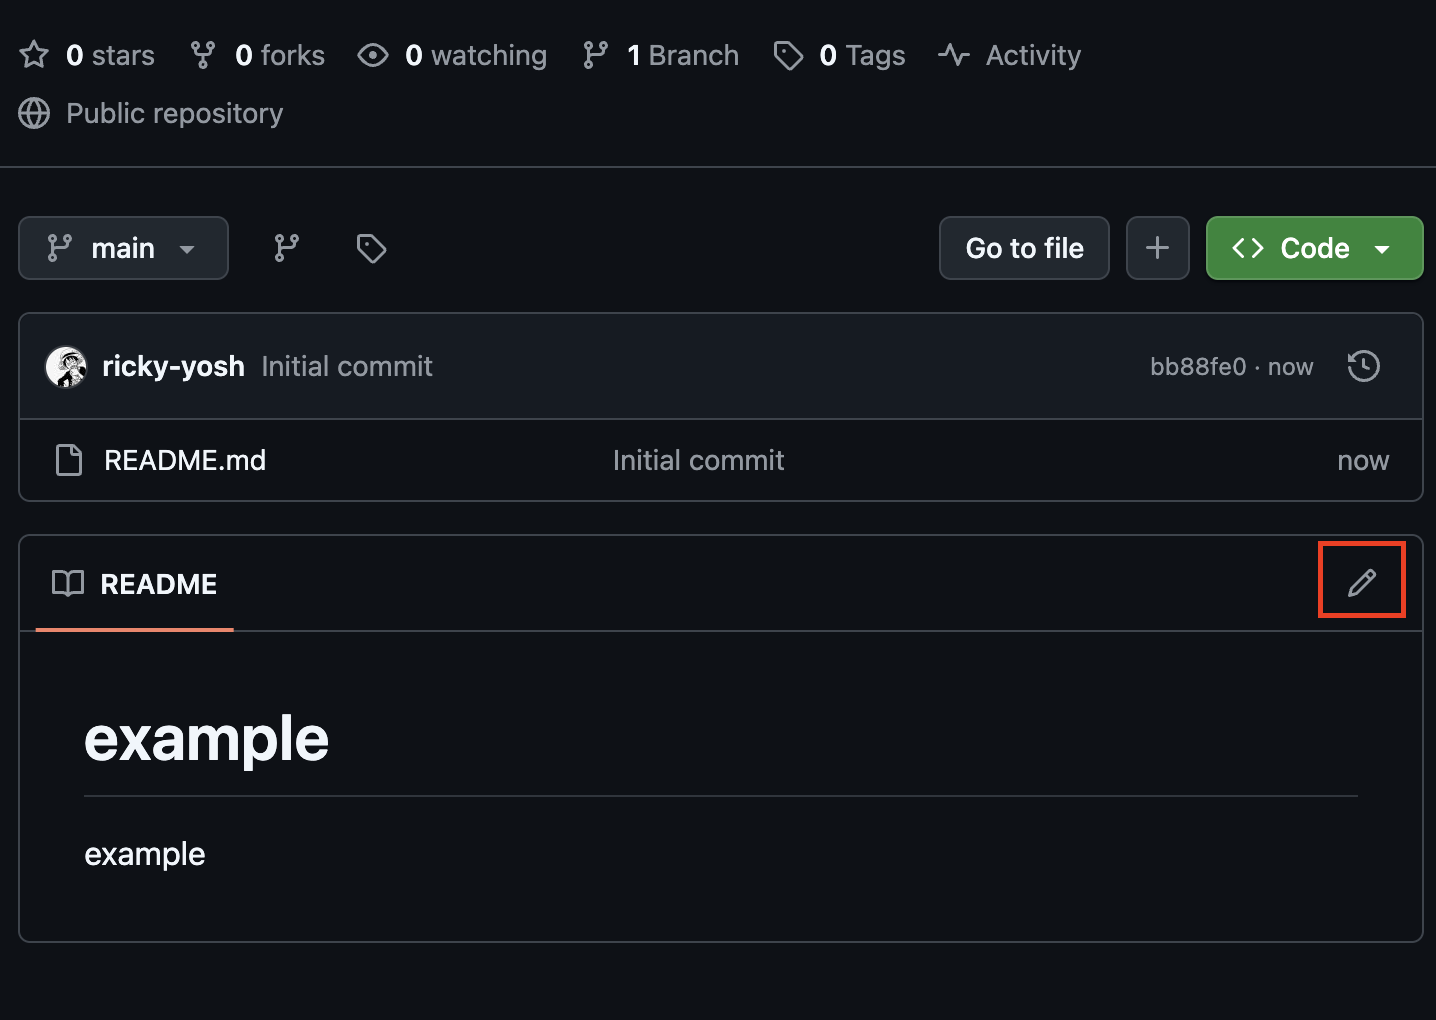 0 stars 0 forks 0 watching 1 Branch 0 Tags Activity
Public repository
main Go to file Code
ricky-yosh Initial commit bb88fe0 · now
README.md Initial commit now
README
example
example